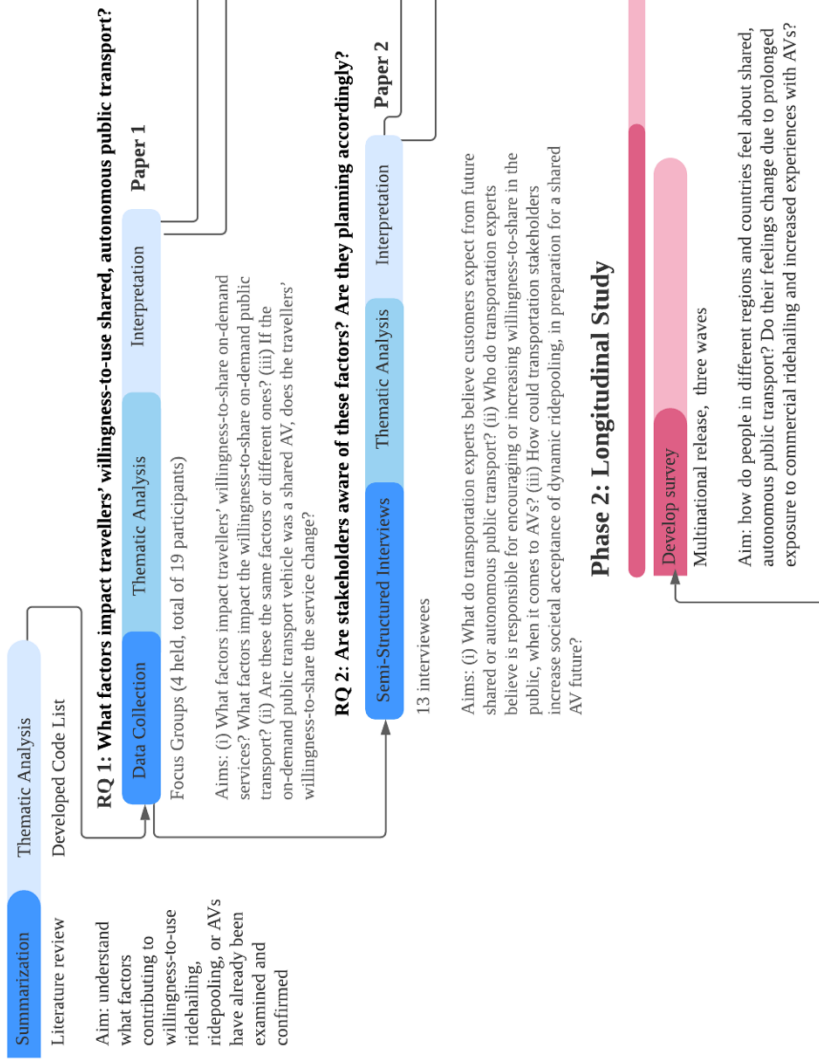 Summarization
Thematic Analysis
Literature review
Developed Code List
Aim: understand
what factors
contributing to
willingness-to-use
ridehailing,
ridepooling, or AVs
have already been
examined and
confirmed
RQ 1: What factors impact travellers’ willingness-to-use shared, autonomous public transport?
Data Collection
Thematic Analysis
Interpretation
Paper 1
Focus Groups (4 held, total of 19 participants)
Aims: (i) What factors impact travellers’ willingness-to-share on-demand
services? What factors impact the willingness-to-share on-demand public
transport? (ii) Are these the same factors or different ones? (iii) If the
on-demand public transport vehicle was a shared AV, does the travellers’
willingness-to-share the service change?
RQ 2: Are stakeholders aware of these factors? Are they planning accordingly?
Semi-Structured Interviews
Thematic Analysis
Interpretation
Paper 2
13 interviewees
Aims: (i) What do transportation experts believe customers expect from future
shared or autonomous public transport? (ii) Who do transportation experts
believe is responsible for encouraging or increasing willingness-to-share in the
public, when it comes to AVs? (iii) How could transportation stakeholders
increase societal acceptance of dynamic ridepooling, in preparation for a shared
AV future?
Phase 2: Longitudinal Study
Develop survey
Multinational release, three waves
Aim: how do people in different regions and countries feel about shared,
autonomous public transport? Do their feelings change due to prolonged
exposure to commercial ridehailing and increased experiences with AVs?